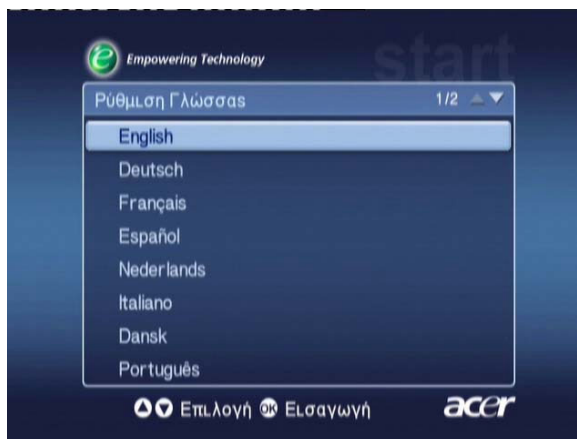 start
Empowering Technology
Ρύθμιση Γλώσσας 1/2
English
Deutsch
Français
Español
Nederlands
Italiano
Dansk
Português
Επιλογή OK Εισαγωγή acer